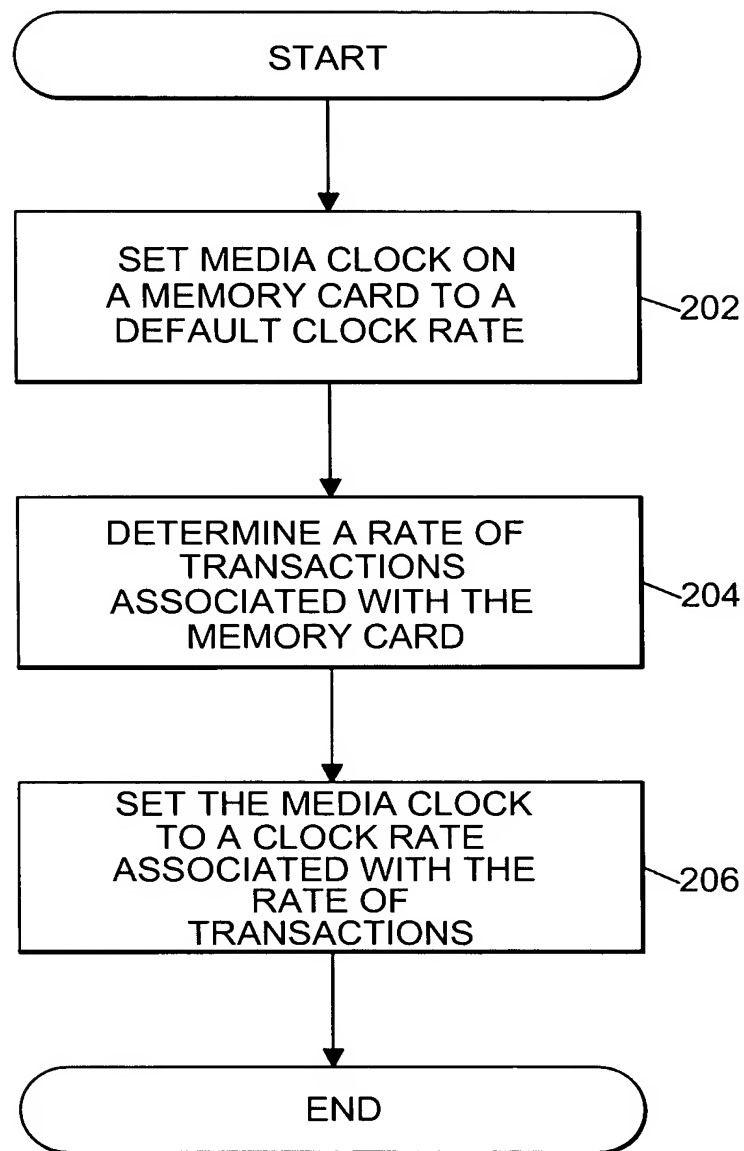 START
SET MEDIA CLOCK ON
A MEMORY CARD TO A
DEFAULT CLOCK RATE
202
DETERMINE A RATE OF
TRANSACTIONS
ASSOCIATED WITH THE
MEMORY CARD
204
SET THE MEDIA CLOCK
TO A CLOCK RATE
ASSOCIATED WITH THE
RATE OF
TRANSACTIONS
206
END